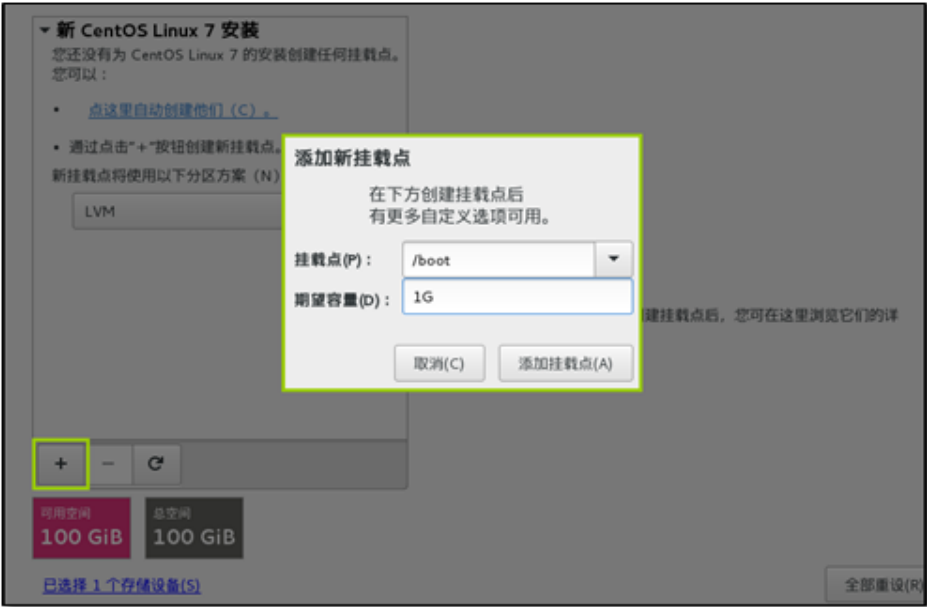 新 CentOS Linux 7 安装
您还没有为 CentOS Linux 7 的安装创建任何挂载点。
您可以：
• 点这里自动创建他们（C）。
• 通过点击"+"按钮创建新挂载点。
新挂载点将使用以下分区方案（N）
LVM
添加新挂载点
在下方创建挂载点后
有更多自定义选项可用。
挂载点(P)：
/boot
期望容量(D)：
1G
取消(C)
添加挂载点(A)
建挂载点后，您可在这里浏览它们的详
+
−
可用空间
100 GiB
总空间
100 GiB
已选择 1 个存储设备(S)
全部重设(R)